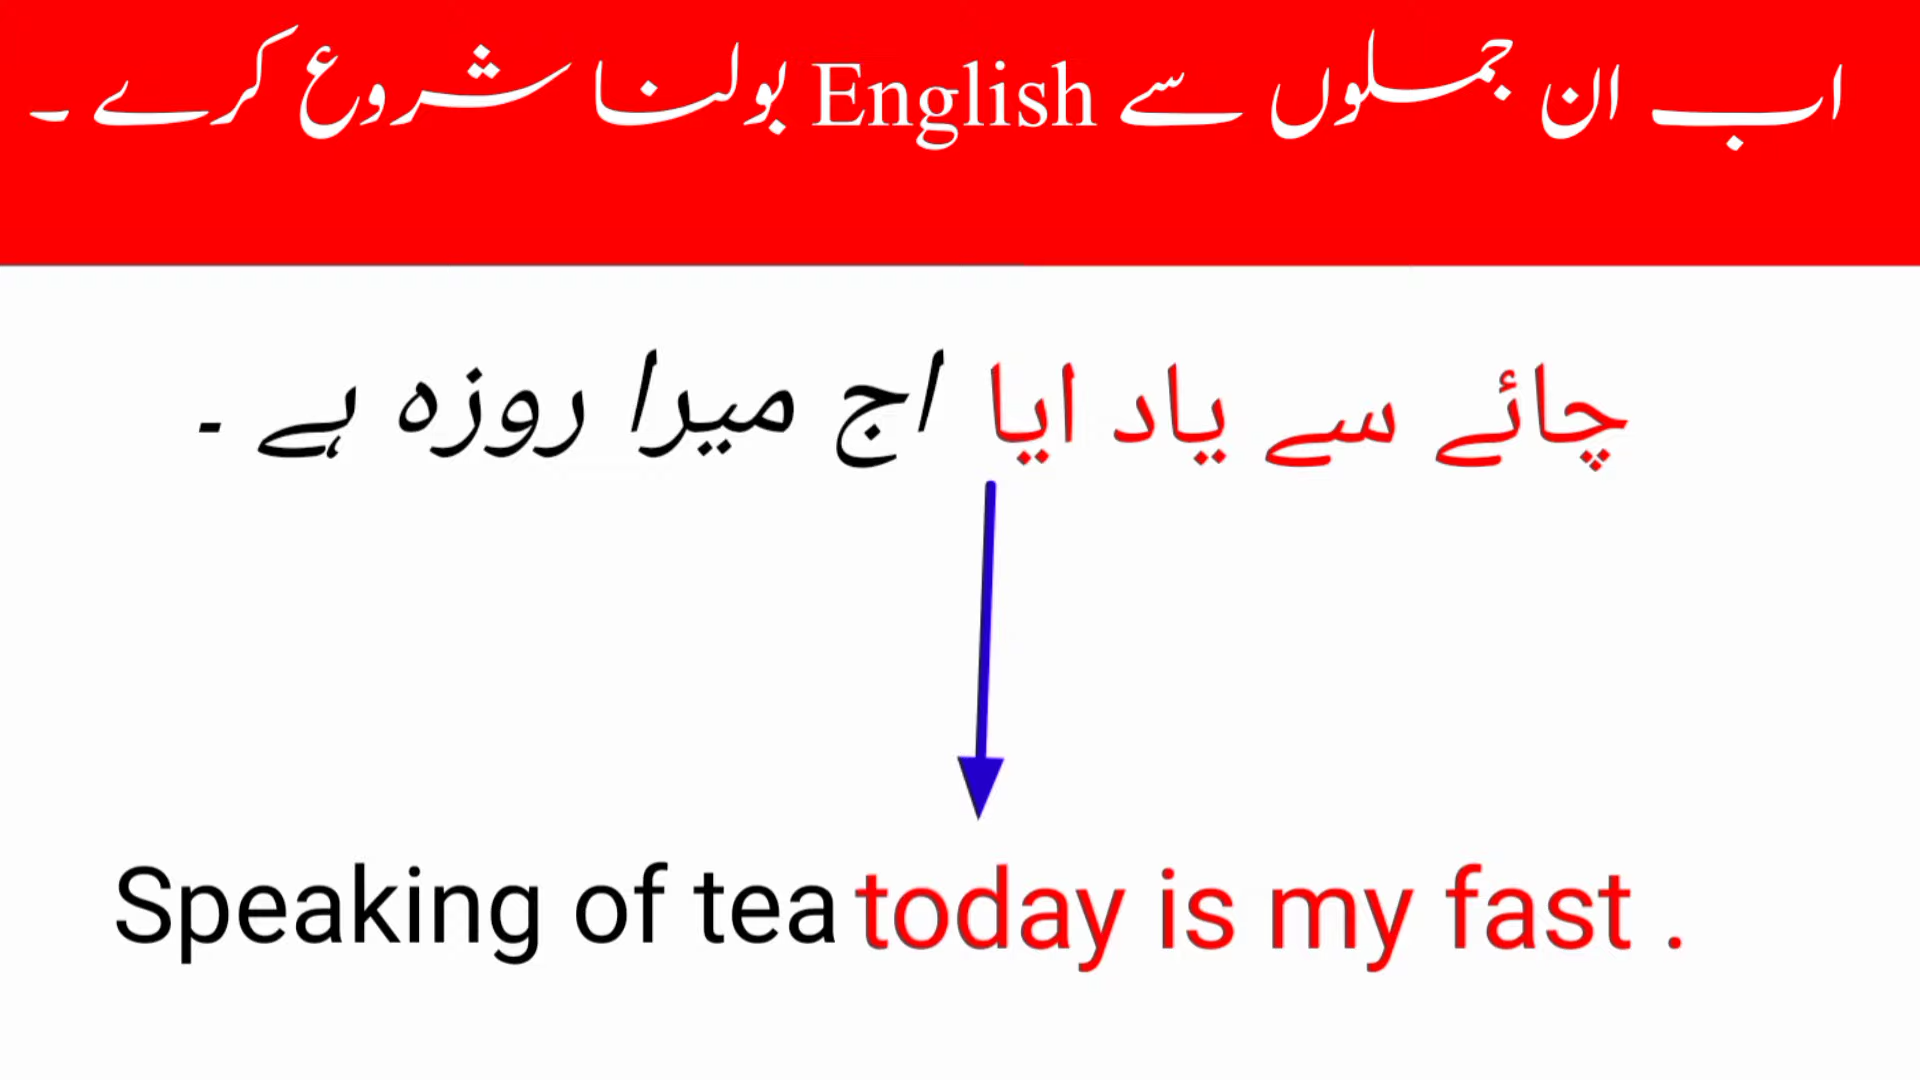 اب ان جملوں سے English بولنا شروع کرے ۔
چائے سے یاد ایا اج میرا روزہ ہے ۔
Speaking of tea today is my fast .